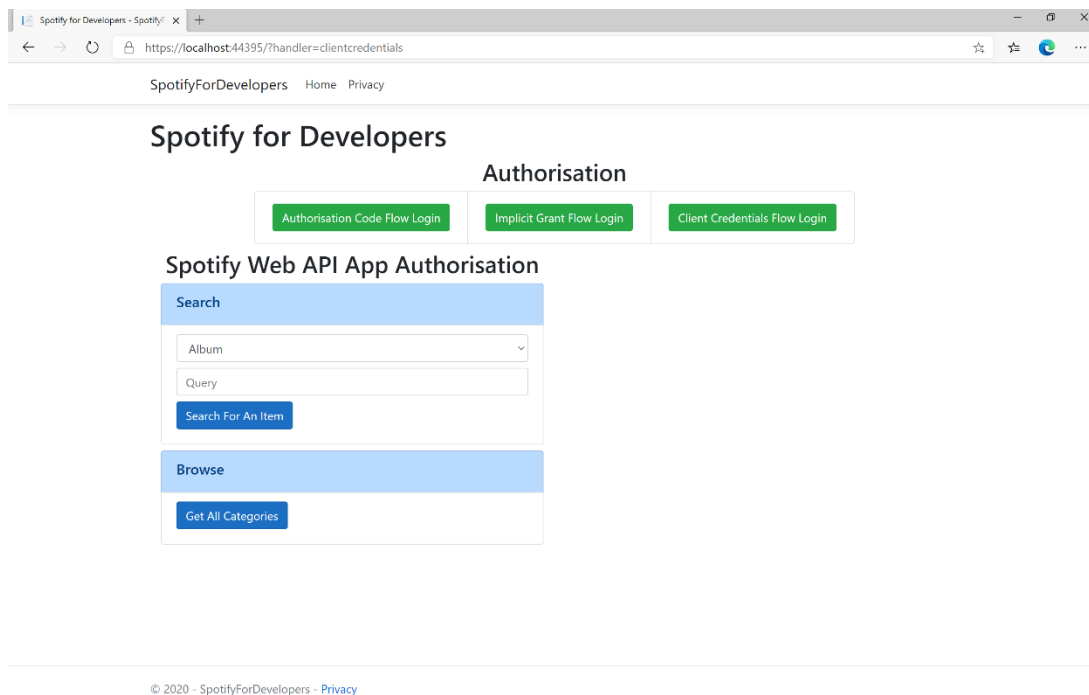 Spotify for Developers - Spotify
https://localhost:44395/?handler=clientcredentials
SpotifyForDevelopers Home Privacy
Spotify for Developers
Authorisation
Authorisation Code Flow Login Implicit Grant Flow Login Client Credentials Flow Login
Spotify Web API App Authorisation
Search
Album
Query
Search For An Item
Browse
Get All Categories
© 2020 - SpotifyForDevelopers - Privacy